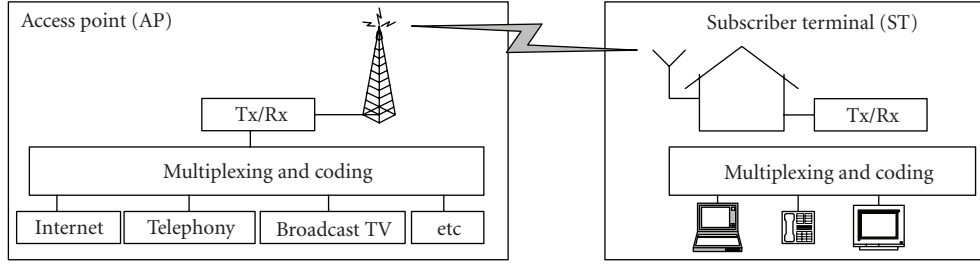 Access point (AP)
Tx/Rx
Multiplexing and coding
Internet
Telephony
Broadcast TV
etc
Subscriber terminal (ST)
Tx/Rx
Multiplexing and coding